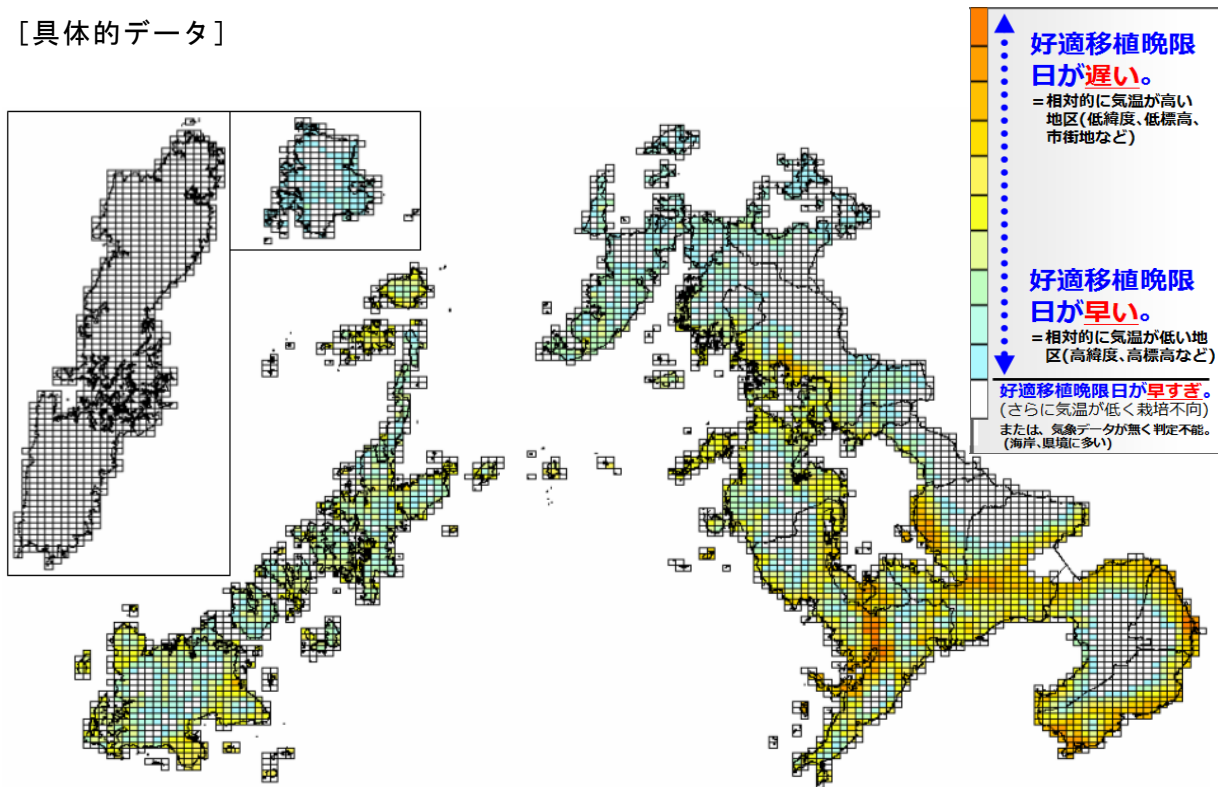 [具体的データ]
好適移植晩限
日が遅い。
＝相対的に気温が高い
地区(低緯度、低標高、
市街地など)
好適移植晩限
日が早い。
＝相対的に気温が低い地
区(高緯度、高標高など)
好適移植晩限日が早すぎ。
(さらに気温が低く栽培不向)
または、気象データが無く判定不能。
(海岸、県境に多い)